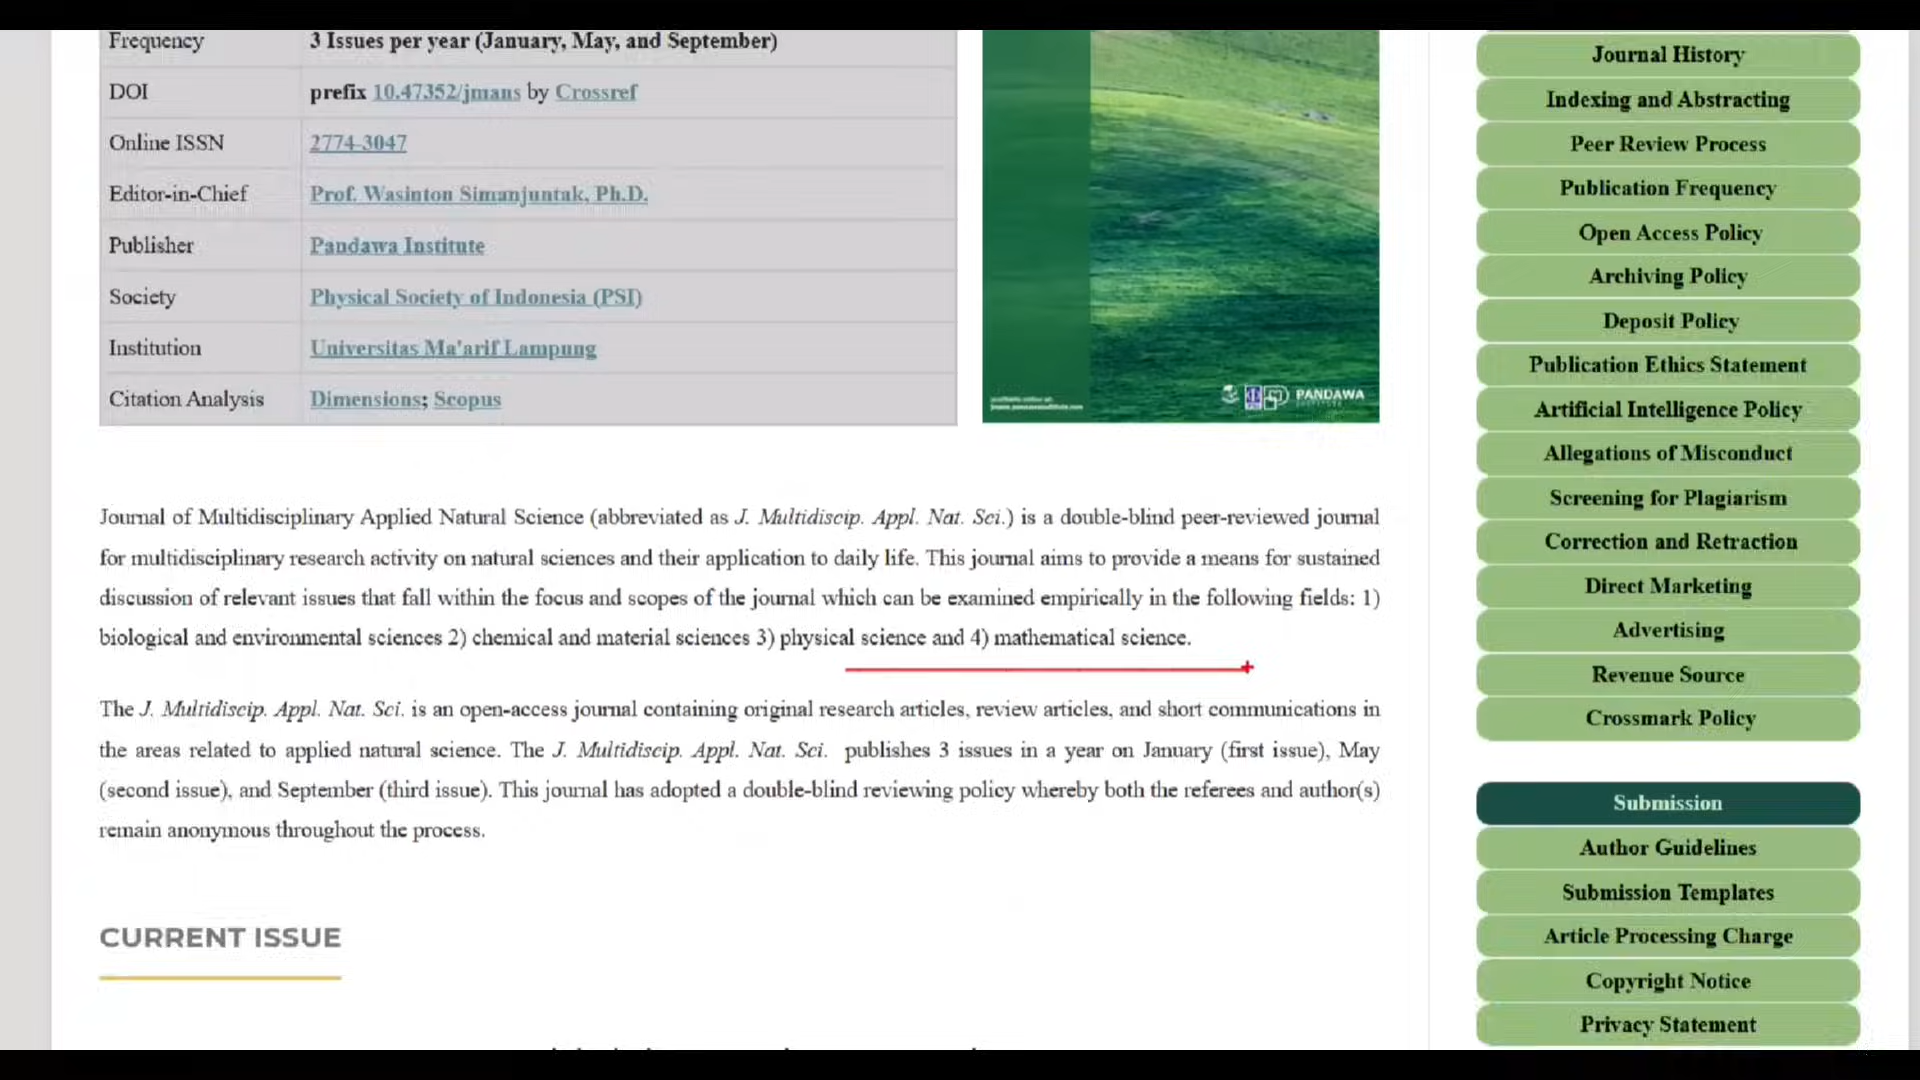 Frequency 3 Issues per year (January, May, and September)
DOI prefix 10.47352/jmans by Crossref
Online ISSN 2774-3047
Editor-in-Chief Prof. Wasinton Simanjuntak, Ph.D.
Publisher Pandawa Institute
Society Physical Society of Indonesia (PSI)
Institution Universitas Ma'arif Lampung
Citation Analysis Dimensions; Scopus
PANDAWA
Journal of Multidisciplinary Applied Natural Science (abbreviated as J. Multidiscip. Appl. Nat. Sci.) is a double-blind peer-reviewed journal
for multidisciplinary research activity on natural sciences and their application to daily life. This journal aims to provide a means for sustained
discussion of relevant issues that fall within the focus and scopes of the journal which can be examined empirically in the following fields: 1)
biological and environmental sciences 2) chemical and material sciences 3) physical science and 4) mathematical science.
The J. Multidiscip. Appl. Nat. Sci. is an open-access journal containing original research articles, review articles, and short communications in
the areas related to applied natural science. The J. Multidiscip. Appl. Nat. Sci. publishes 3 issues in a year on January (first issue), May
(second issue), and September (third issue). This journal has adopted a double-blind reviewing policy whereby both the referees and author(s)
remain anonymous throughout the process.
CURRENT ISSUE
Journal History
Indexing and Abstracting
Peer Review Process
Publication Frequency
Open Access Policy
Archiving Policy
Deposit Policy
Publication Ethics Statement
Artificial Intelligence Policy
Allegations of Misconduct
Screening for Plagiarism
Correction and Retraction
Direct Marketing
Advertising
Revenue Source
Crossmark Policy
Submission
Author Guidelines
Submission Templates
Article Processing Charge
Copyright Notice
Privacy Statement